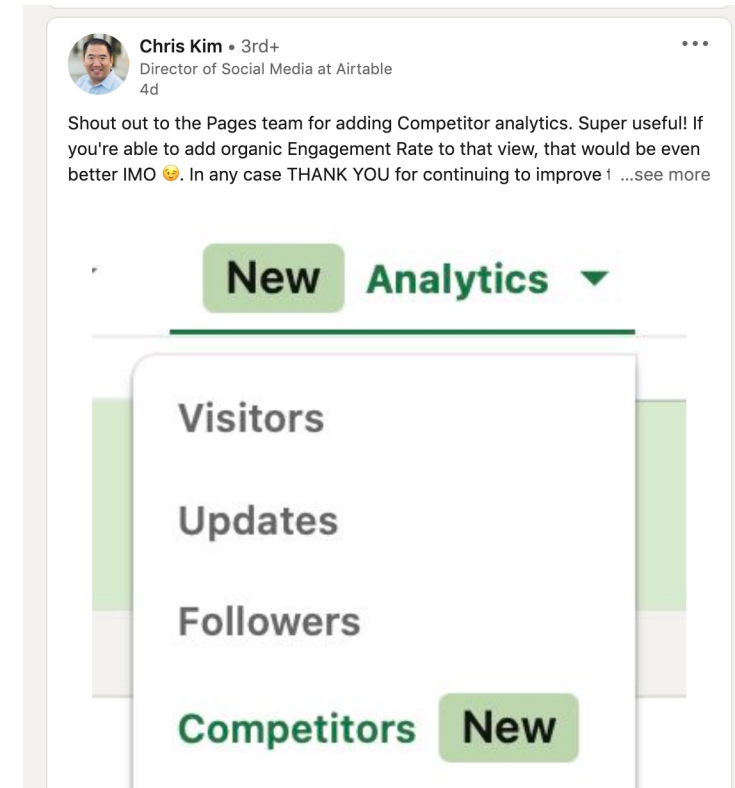 Chris Kim • 3rd+
Director of Social Media at Airtable
4d
Shout out to the Pages team for adding Competitor analytics. Super useful! If
you're able to add organic Engagement Rate to that view, that would be even
better IMO 😉. In any case THANK YOU for continuing to improve ...see more
New Analytics
Visitors
Updates
Followers
Competitors New